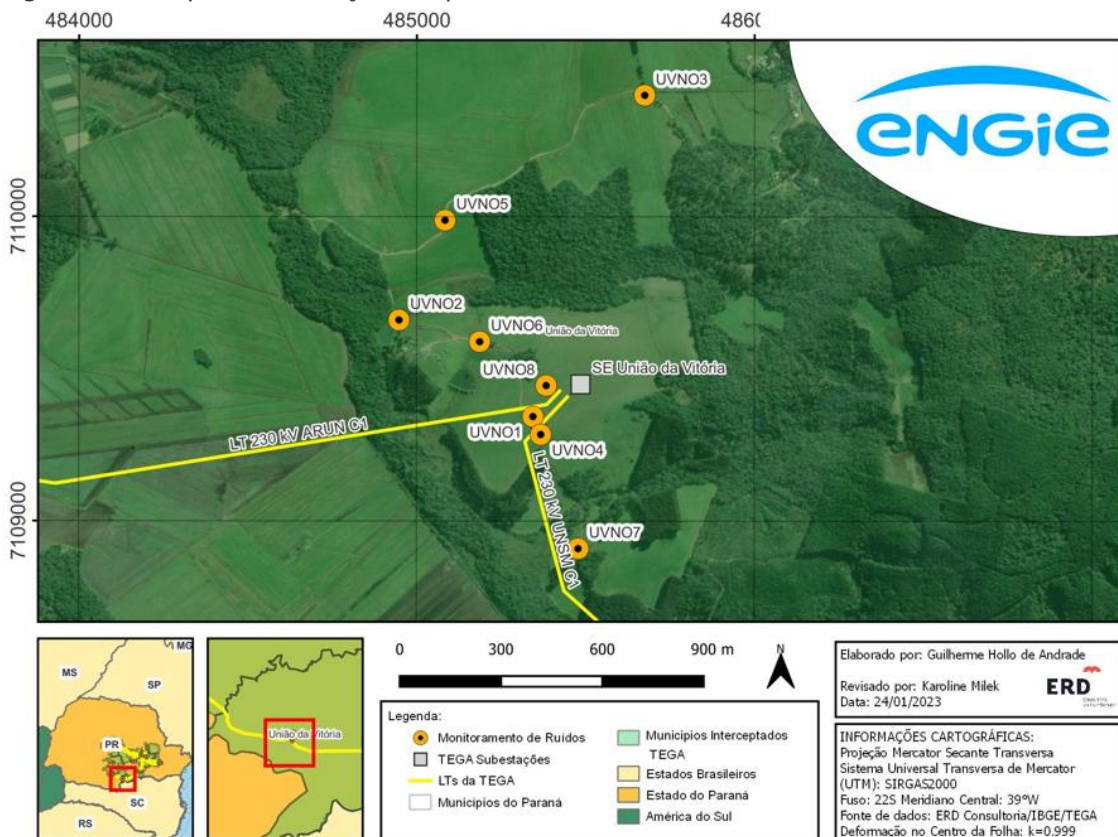 484000
485000
7110000
7109000
ENGIE
UVNO3
UVNO5
UVNO2
UVNO6
União da Vitória
UVNO8
SE União da Vitória
LT 230 kV ARUN C1
UVNO1
UVNO4
LT 230 kV UNSM C1
UVNO7
MG
MS
SP
PR
SC
RS
União da Vitória
0 300 600 900 m
N
Legenda:
Monitoramento de Ruídos
TEGA Subestações
LTs da TEGA
Municípios do Paraná
Municípios Interceptados
TEGA
Estados Brasileiros
Estado do Paraná
América do Sul
Elaborado por: Guilherme Hollo de Andrade
Revisado por: Karoline Milek
Data: 24/01/2023
ERD
INFORMAÇÕES CARTOGRÁFICAS:
Projeção Mercator Secante Transversa
Sistema Universal Transversa de Mercator
(UTM): SIRGAS2000
Fuso: 22S Meridiano Central: 39°W
Fonte de dados: ERD Consultoria/IBGE/TEGA
Deformação no Centro da Folha: k=0.999